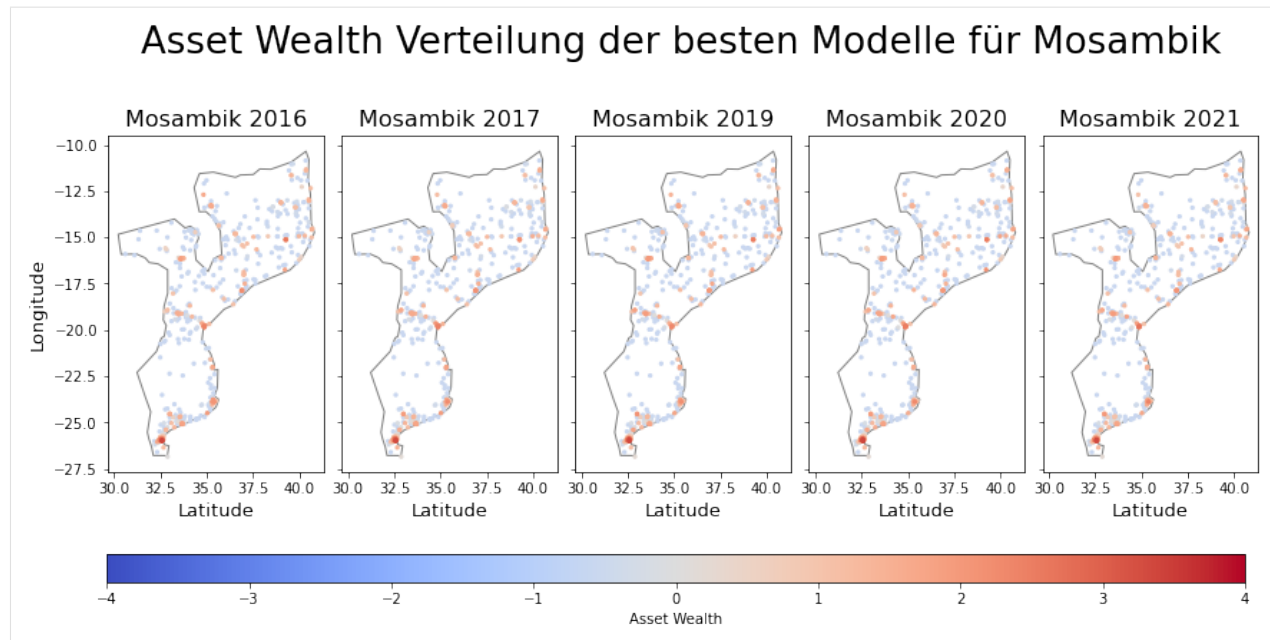 Asset Wealth Verteilung der besten Modelle für Mosambik
Mosambik 2016 Mosambik 2017 Mosambik 2019 Mosambik 2020 Mosambik 2021
−10.0
−12.5
−15.0
−17.5
−20.0
−22.5
−25.0
−27.5
Longitude
30.0 32.5 35.0 37.5 40.0 30.0 32.5 35.0 37.5 40.0 30.0 32.5 35.0 37.5 40.0 30.0 32.5 35.0 37.5 40.0 30.0 32.5 35.0 37.5 40.0
Latitude Latitude Latitude Latitude Latitude
−4 −3 −2 −1 0 1 2 3 4
Asset Wealth